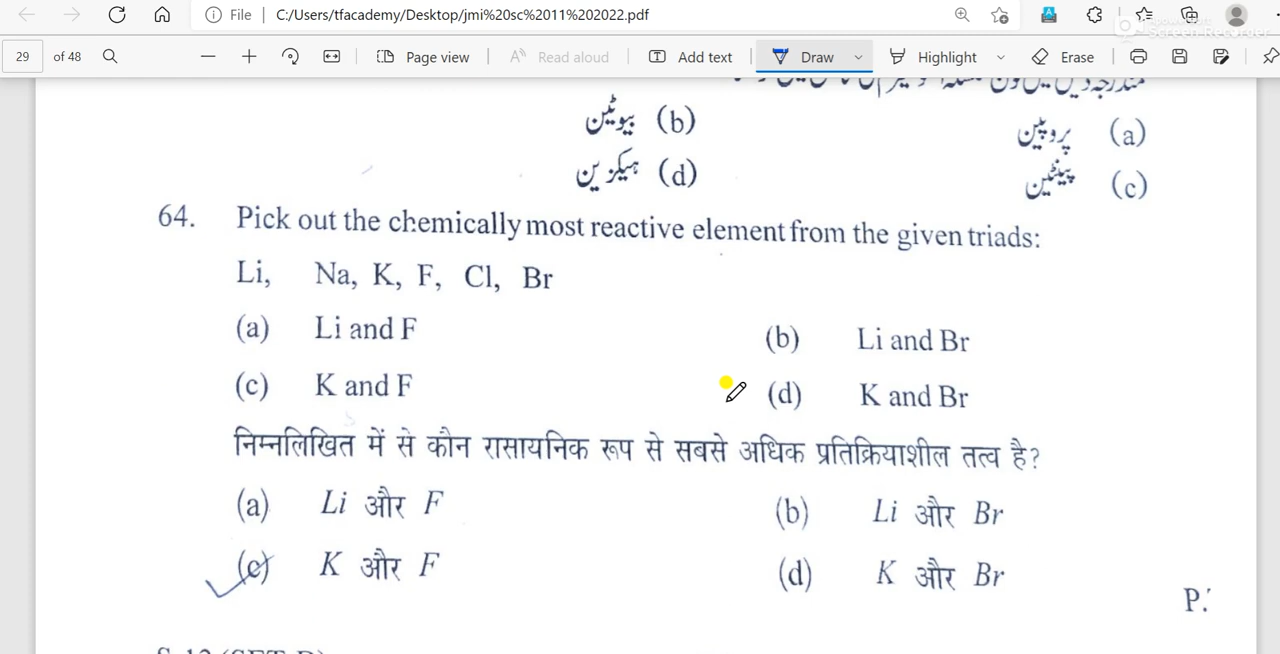 File
C:/Users/tfacademy/Desktop/jmi%20sc%2011%202022.pdf
Screen Recorder
29 of 48
Page view
Read aloud
Add text
Draw
Highlight
Erase
(a) پروپین (b) بیوٹین
(c) پینٹین (d) ہیکزین
64. Pick out the chemically most reactive element from the given triads:
Li, Na, K, F, Cl, Br
(a) Li and F (b) Li and Br
(c) K and F (d) K and Br
निम्नलिखित में से कौन रासायनिक रूप से सबसे अधिक प्रतिक्रियाशील तत्व है?
(a) Li और F (b) Li और Br
(c) K और F (d) K और Br